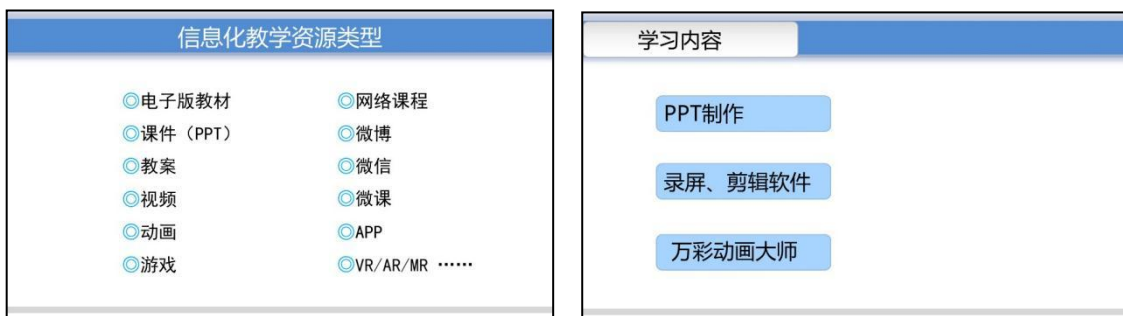 信息化教学资源类型
◎电子版教材
◎课件（PPT）
◎教案
◎视频
◎动画
◎游戏
◎网络课程
◎微博
◎微信
◎微课
◎APP
◎VR/AR/MR ……
学习内容
PPT制作
录屏、剪辑软件
万彩动画大师